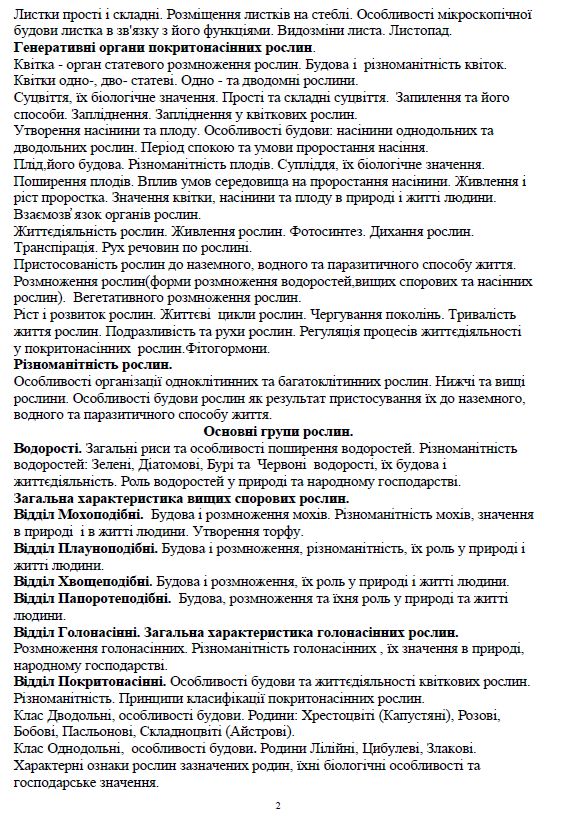 Листки прості і складні. Розміщення листків на стеблі. Особливості мікроскопічної
будови листка в зв'язку з його функціями. Видозміни листа. Листопад.
Генеративні органи покритонасінних рослин.
Квітка - орган статевого розмноження рослин. Будова і  різноманітність квіток.
Квітки одно-, дво- статеві. Одно - та дводомні рослини.
Суцвіття, їх біологічне значення. Прості та складні суцвіття.  Запилення та його
способи. Запліднення. Запліднення у квіткових рослин.
Утворення насінини та плоду. Особливості будови: насінини однодольних та
дводольних рослин. Період спокою та умови проростання насіння.
Плід,його будова. Різноманітність плодів. Супліддя, їх біологічне значення.
Поширення плодів. Вплив умов середовища на проростання насінини. Живлення і
ріст проростка. Значення квітки, насінини та плоду в природі і житті людини.
Взаємозв'язок органів рослин.
Життєдіяльність рослин. Живлення рослин. Фотосинтез. Дихання рослин.
Транспірація. Рух речовин по рослині.
Пристосованість рослин до наземного, водного та паразитичного способу життя.
Розмноження рослин(форми розмноження водоростей,вищих спорових та насінних
рослин).  Вегетативного розмноження рослин.
Ріст і розвиток рослин. Життєві  цикли рослин. Чергування поколінь. Тривалість
життя рослин. Подразливість та рухи рослин. Регуляція процесів життєдіяльності
у покритонасінних  рослин.Фітогормони.
Різноманітність рослин.
Особливості організації одноклітинних та багатоклітинних рослин. Нижчі та вищі
рослини. Особливості будови рослин як результат пристосування їх до наземного,
водного та паразитичного способу життя.
Основні групи рослин.
Водорості. Загальні риси та особливості поширення водоростей. Різноманітність
водоростей: Зелені, Діатомові, Бурі та  Червоні  водорості, їх будова і
життєдіяльність. Роль водоростей у природі та народному господарстві.
Загальна характеристика вищих спорових рослин.
Відділ Мохоподібні.  Будова і розмноження мохів. Різноманітність мохів, значення
в природі  і в житті людини. Утворення торфу.
Відділ Плауноподібні. Будова і розмноження, різноманітність, їх роль у природі і
житті людини.
Відділ Хвощеподібні. Будова і розмноження, їх роль у природі і житті людини.
Відділ Папоротеподібні.  Будова, розмноження та їхня роль у природі та житті
людини.
Відділ Голонасінні. Загальна характеристика голонасінних рослин.
Розмноження голонасінних. Різноманітність голонасінних , їх значення в природі,
народному господарстві.
Відділ Покритонасінні. Особливості будови та життєдіяльності квіткових рослин.
Різноманітність. Принципи класифікації покритонасінних рослин.
Клас Дводольні, особливості будови. Родини: Хрестоцвіті (Капустяні), Розові,
Бобові, Пасльонові, Складноцвіті (Айстрові).
Клас Однодольні,  особливості будови. Родини Лілійні, Цибулеві, Злакові.
Характерні ознаки рослин зазначених родин, їхні біологічні особливості та
господарське значення.
2